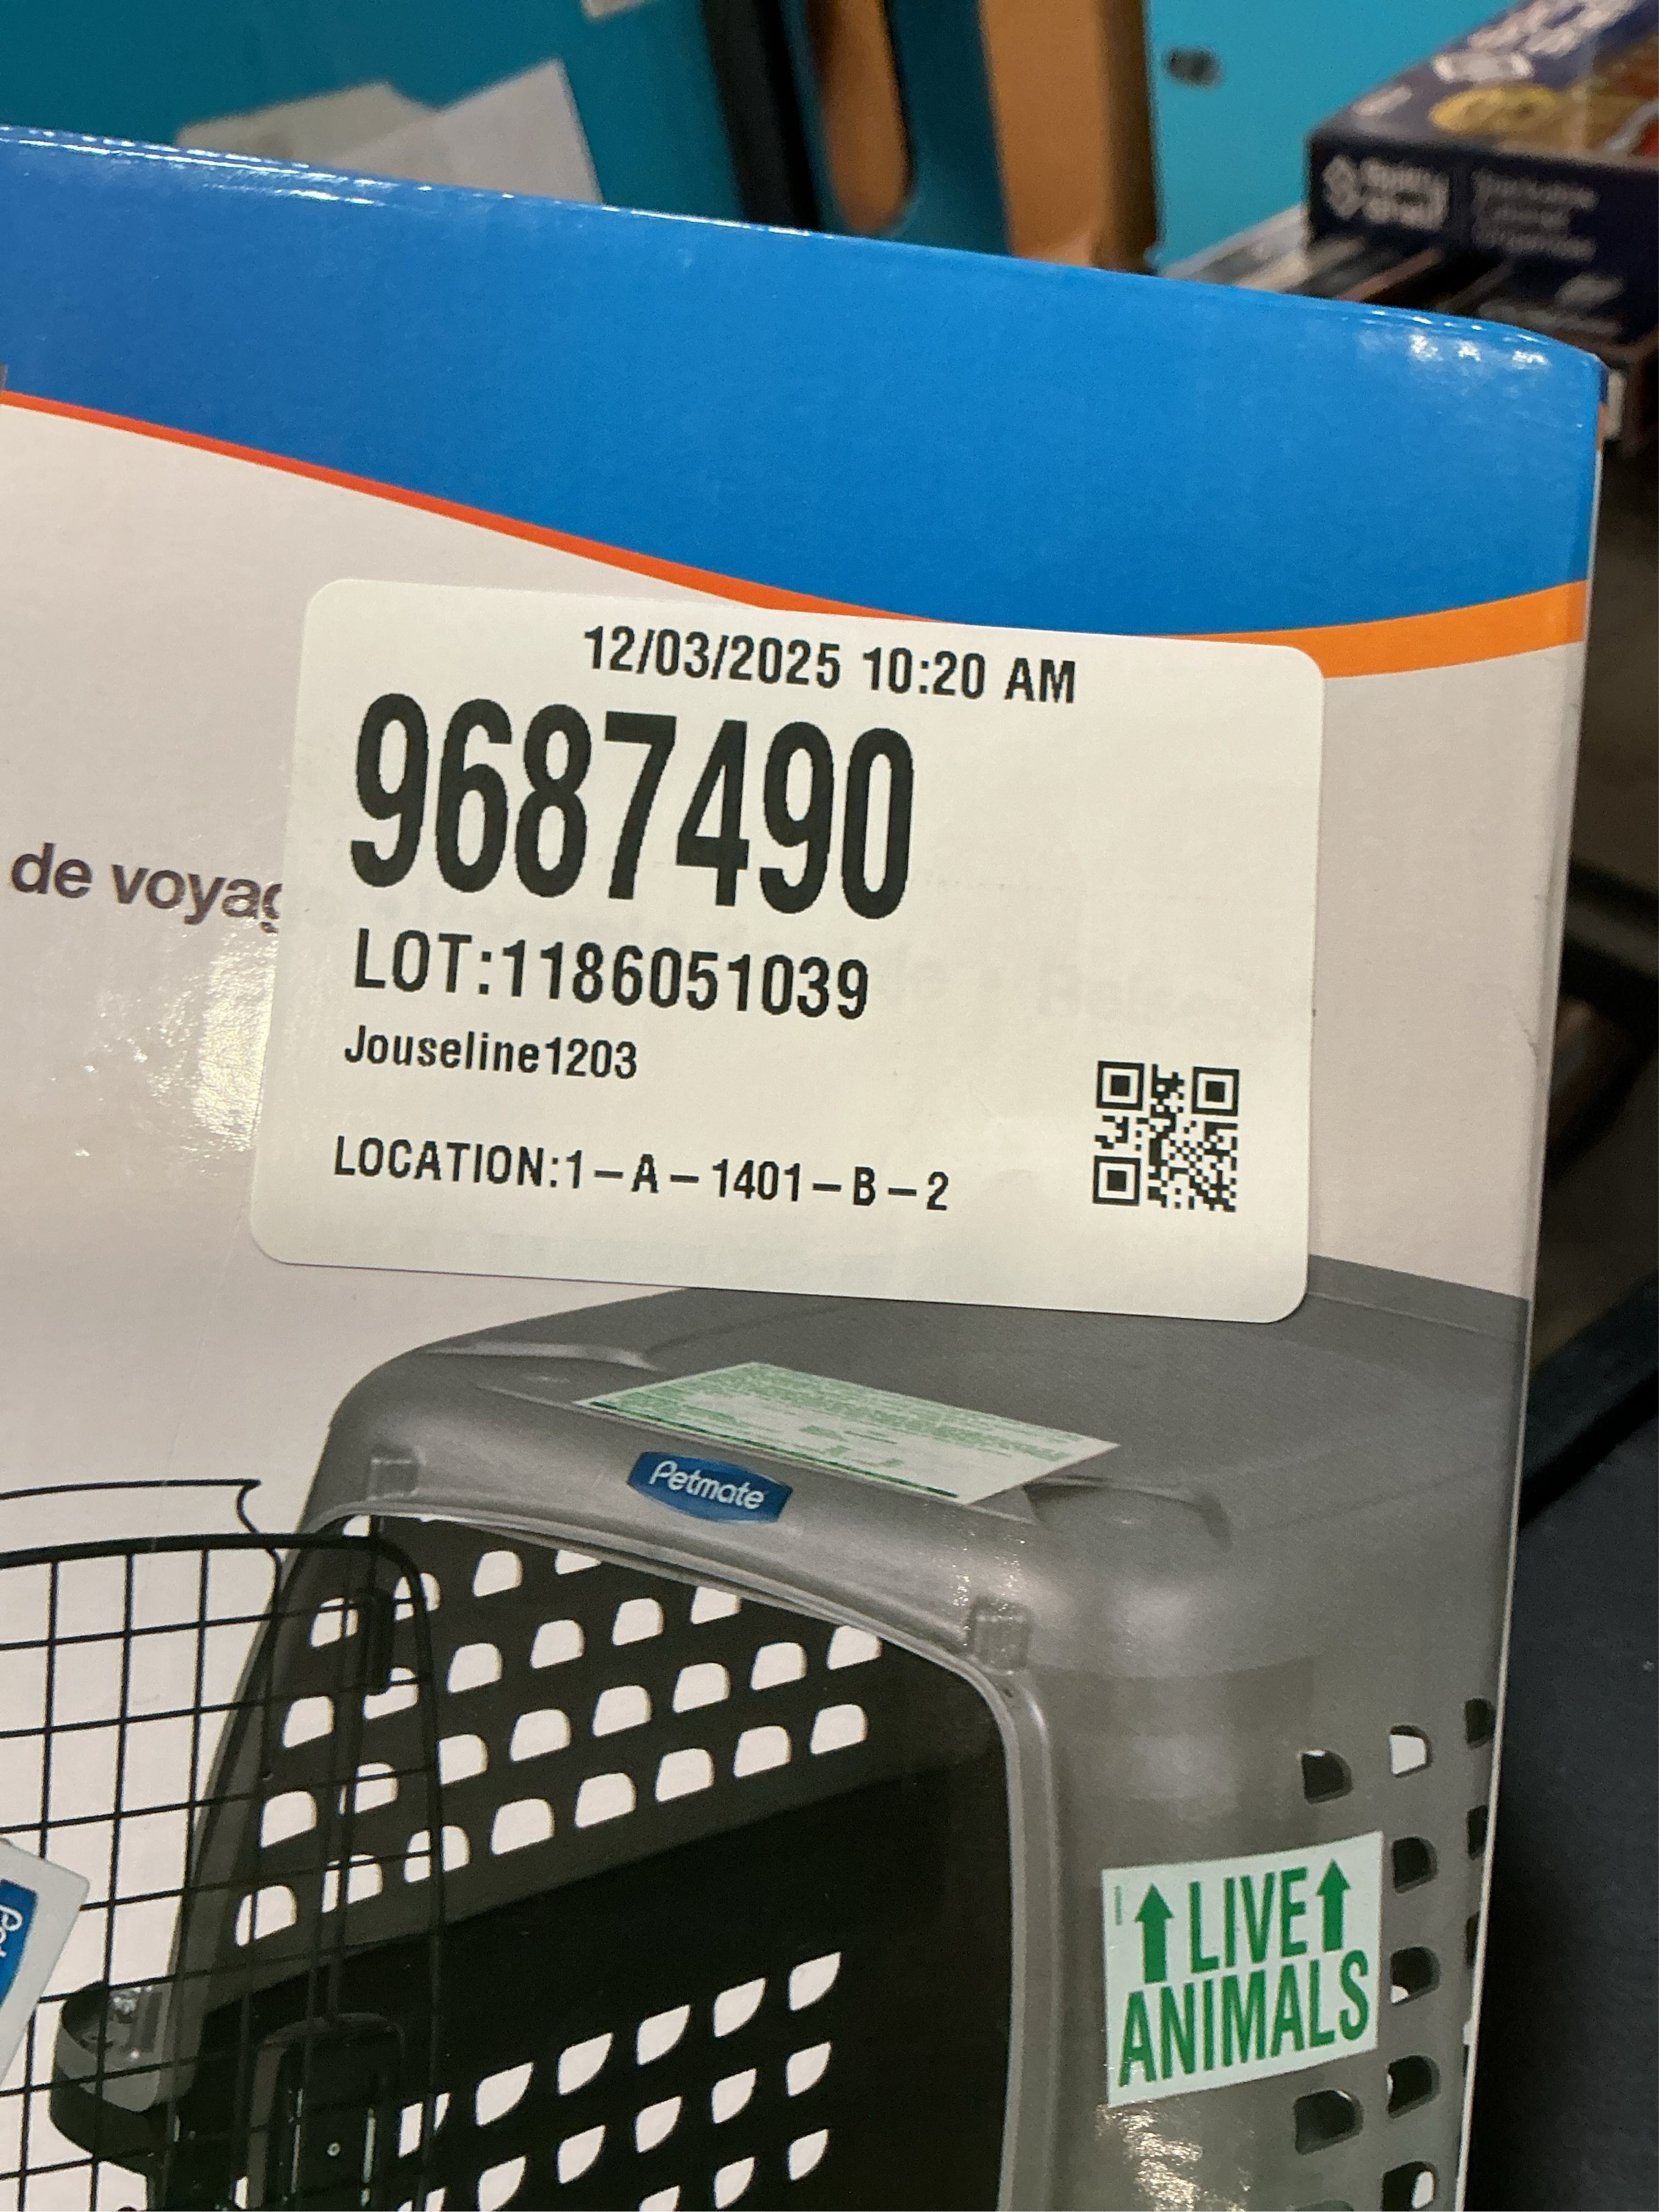 12/03/2025 10:20 AM
9687490
LOT:1186051039
Jouseline1203
LOCATION:1-A-1401-B-2
de voyag
Petmate
LIVE
ANIMALS